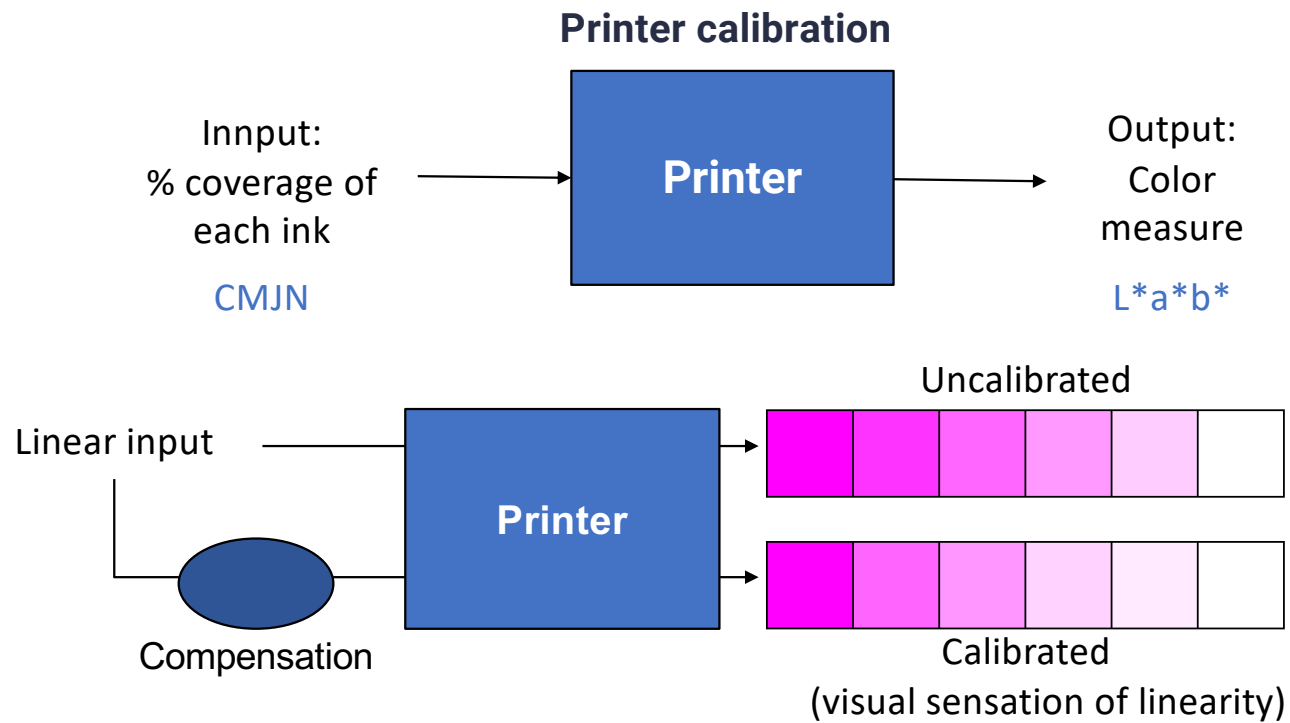 Printer calibration
Innput:
% coverage of
each ink
CMJN
Printer
Output:
Color
measure
L*a*b*
Linear input
Compensation
Printer
Uncalibrated
Calibrated
(visual sensation of linearity)